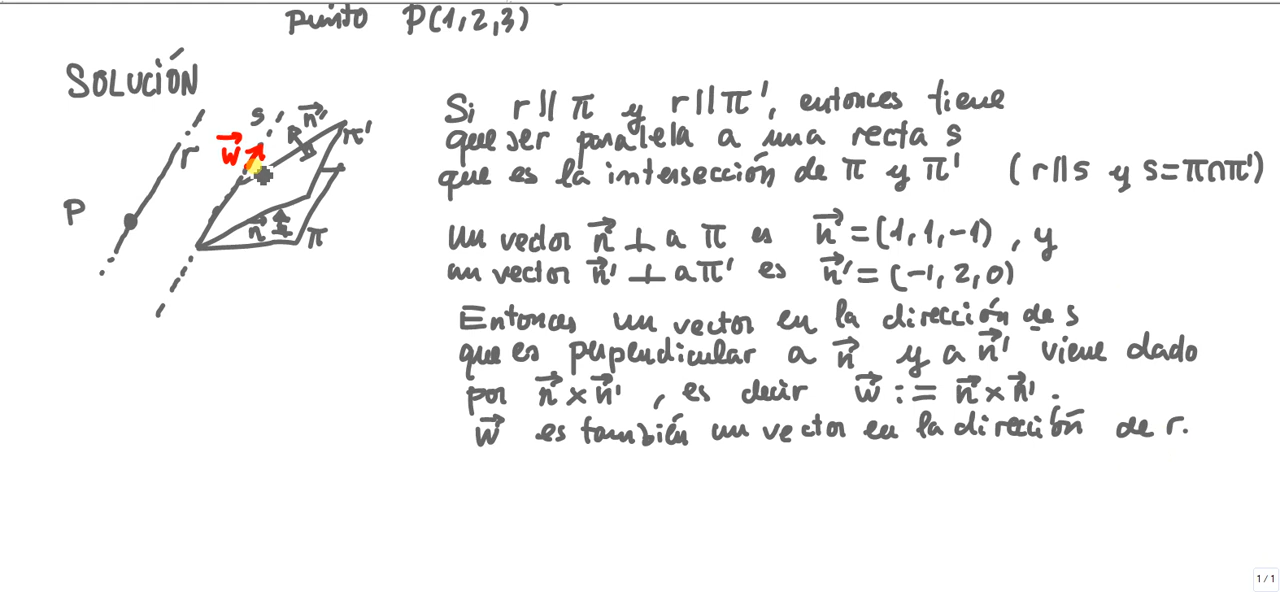 punto P(1,2,3)
SOLUCIÓN
Si r || π y r || π', entonces tiene
que ser paralela a una recta s
que es la intersección de π y π' (r||s y s=π∩π')
Un vector n⃗ ⊥ a π es n⃗=(1,1,-1), y
un vector n⃗' ⊥ a π' es n⃗'=(-1,2,0)
Entonces un vector en la dirección de s
que es perpendicular a n⃗ y a n⃗' viene dado
por n⃗×n⃗', es decir w⃗ := n⃗×n⃗'.
w⃗ es también un vector en la dirección de r.
s n⃗'
r w⃗ π'
P
n⃗ π
1 / 1